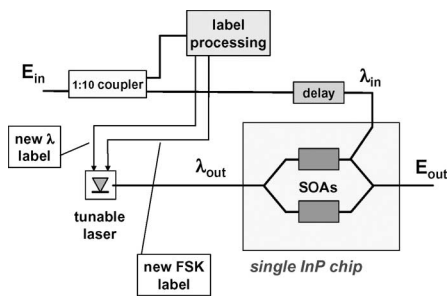 label
processing
E in
1:10 coupler
λ in
delay
new λ
label
λ out
SOAs
E out
tunable
laser
new FSK
label
single InP chip